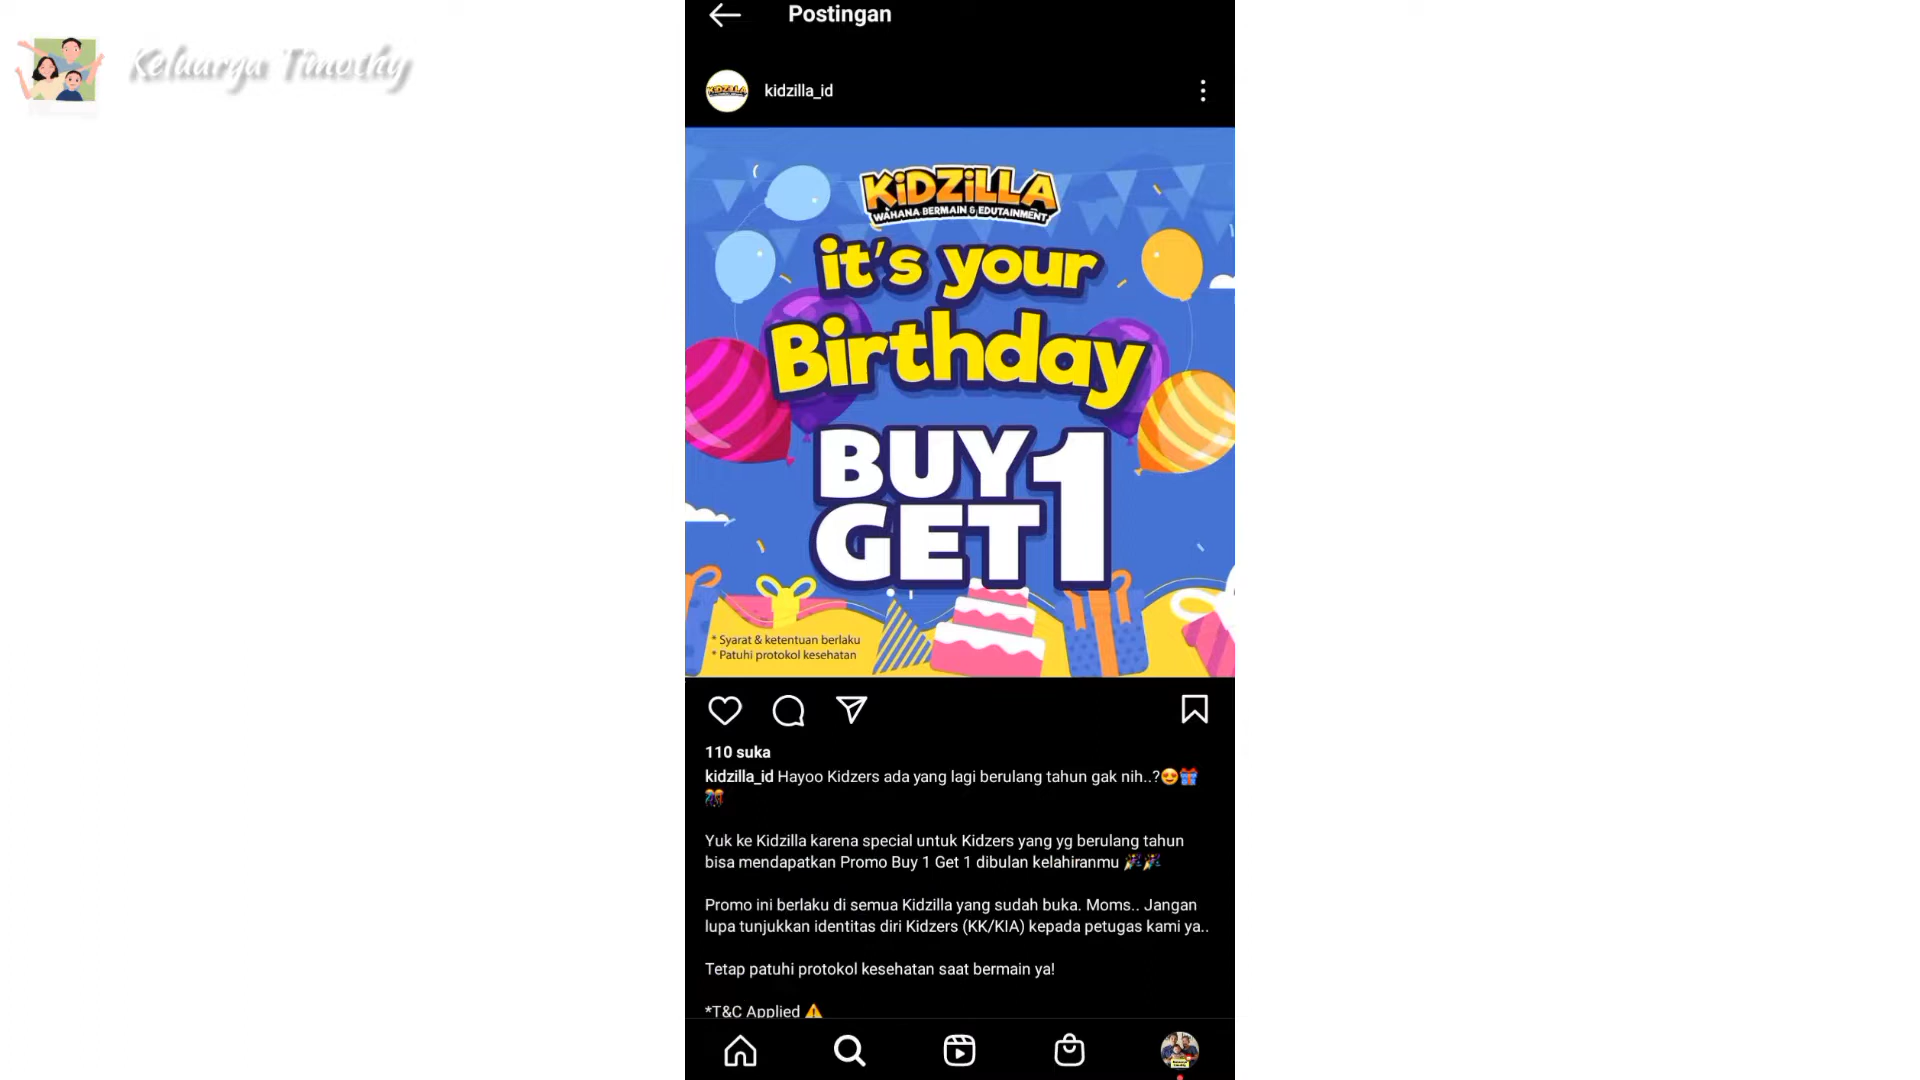 Keluarga Timothy
Postingan
kidzilla_id
KiDZiLLA
WAHANA BERMAIN & EDUTAINMENT
it's your
Birthday
BUY 1
GET
* Syarat & ketentuan berlaku
* Patuhi protokol kesehatan
110 suka
kidzilla_id Hayoo Kidzers ada yang lagi berulang tahun gak nih..?😍🎁
🎊
Yuk ke Kidzilla karena special untuk Kidzers yang yg berulang tahun
bisa mendapatkan Promo Buy 1 Get 1 dibulan kelahiranmu 🎉🎉
Promo ini berlaku di semua Kidzilla yang sudah buka. Moms.. Jangan
lupa tunjukkan identitas diri Kidzers (KK/KIA) kepada petugas kami ya..
Tetap patuhi protokol kesehatan saat bermain ya!
*T&C Applied ⚠️